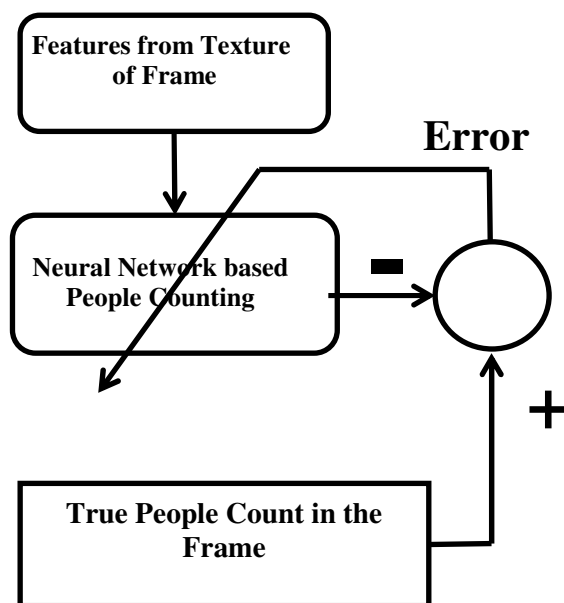 Features from Texture
of Frame
Error
Neural Network based
People Counting
-
+
True People Count in the
Frame